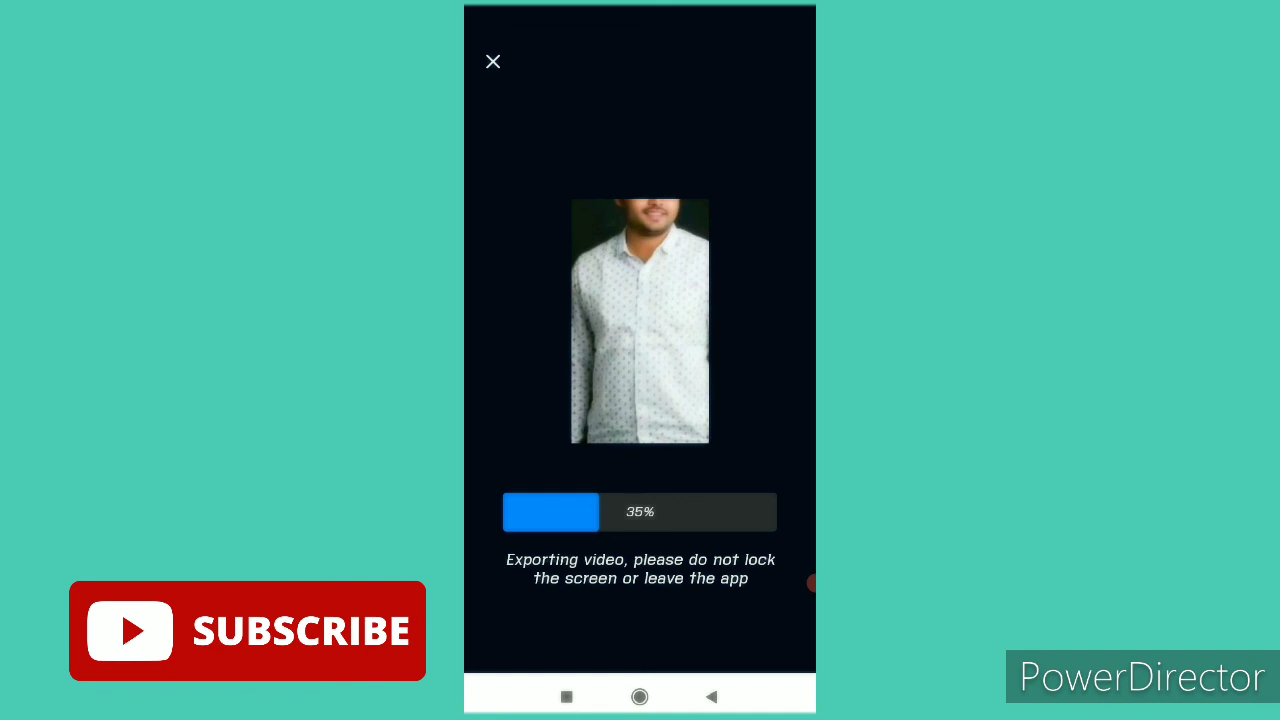 35%
Exporting video, please do not lock
the screen or leave the app
SUBSCRIBE
PowerDirector